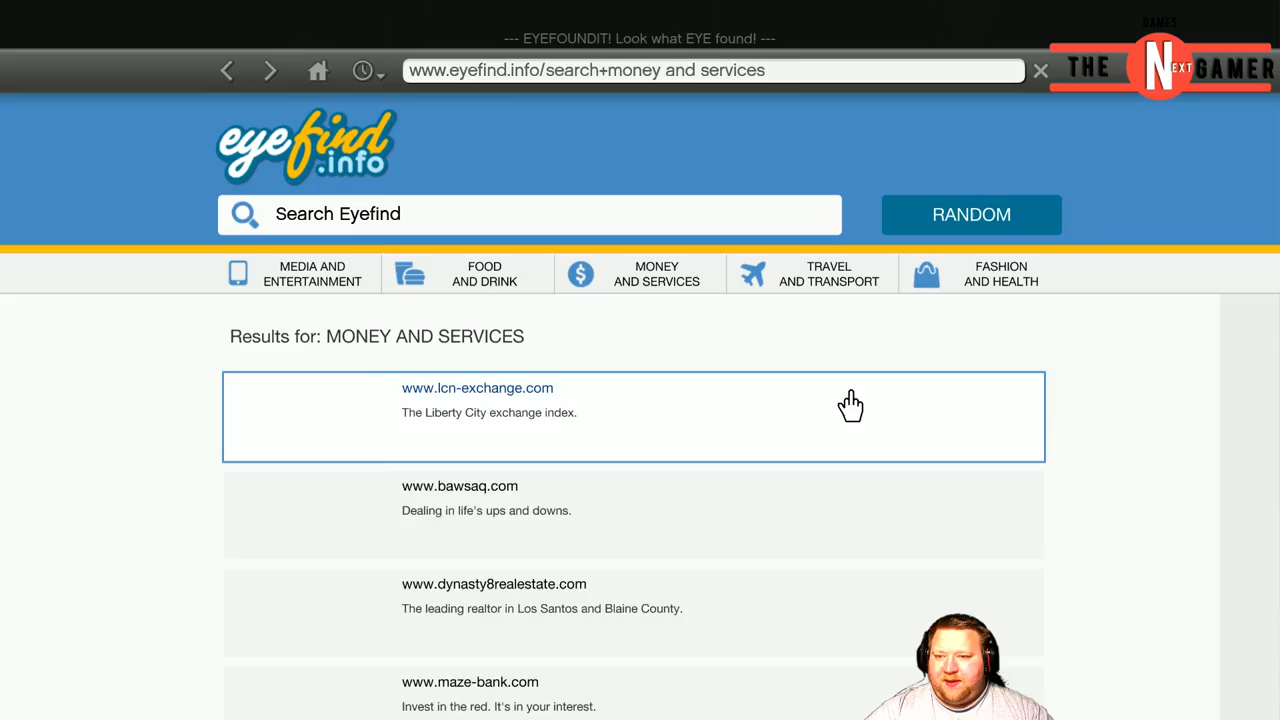 --- EYEFOUNDIT! Look what EYE found! ---
www.eyefind.info/search+money and services
GAMES
THE NEXT GAMER
eyefind.info
Search Eyefind
RANDOM
MEDIA AND
ENTERTAINMENT
FOOD
AND DRINK
MONEY
AND SERVICES
TRAVEL
AND TRANSPORT
FASHION
AND HEALTH
Results for: MONEY AND SERVICES
www.lcn-exchange.com
The Liberty City exchange index.
www.bawsaq.com
Dealing in life's ups and downs.
www.dynasty8realestate.com
The leading realtor in Los Santos and Blaine County.
www.maze-bank.com
Invest in the red. It's in your interest.